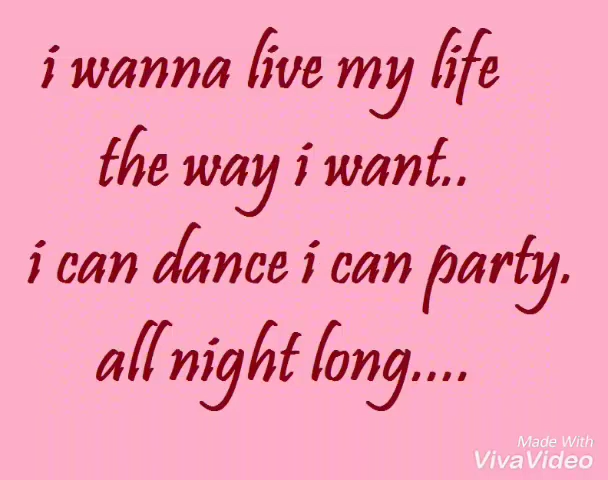 i wanna live my life
the way i want..
i can dance i can party.
all night long....
Made With
VivaVideo